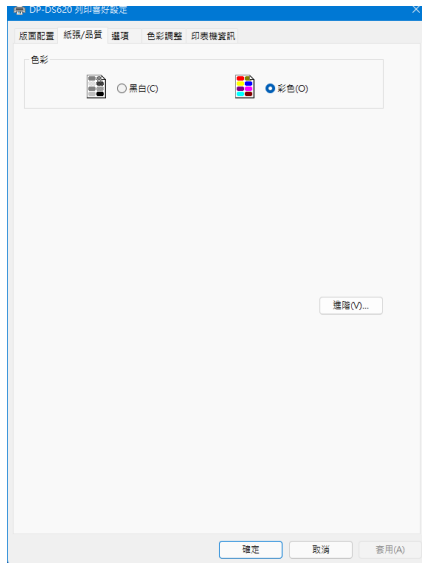 DP-DS620 列印喜好設定
版面配置 紙張/品質 選項 色彩調整 印表機資訊
色彩
黑白(C) 彩色(O)
進階(V)...
確定 取消 套用(A)